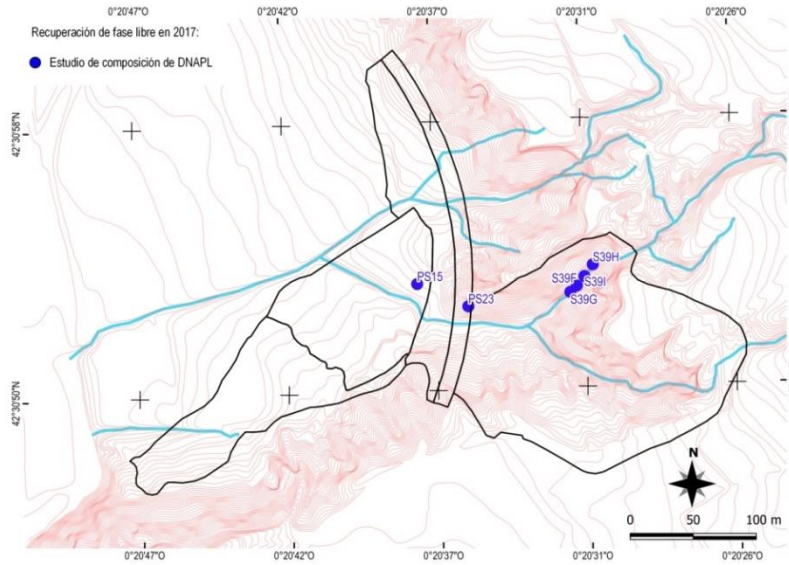 0°20'47"O 0°20'42"O 0°20'37"O 0°20'31"O 0°20'26"O
Recuperación de fase libre en 2017:
Estudio de composición de DNAPL
42°30'58"N
S39H
S39F S39I
PS15
S39G
PS23
42°30'50"N
N
0 50 100 m
0°20'47"O 0°20'42"O 0°20'37"O 0°20'31"O 0°20'26"O